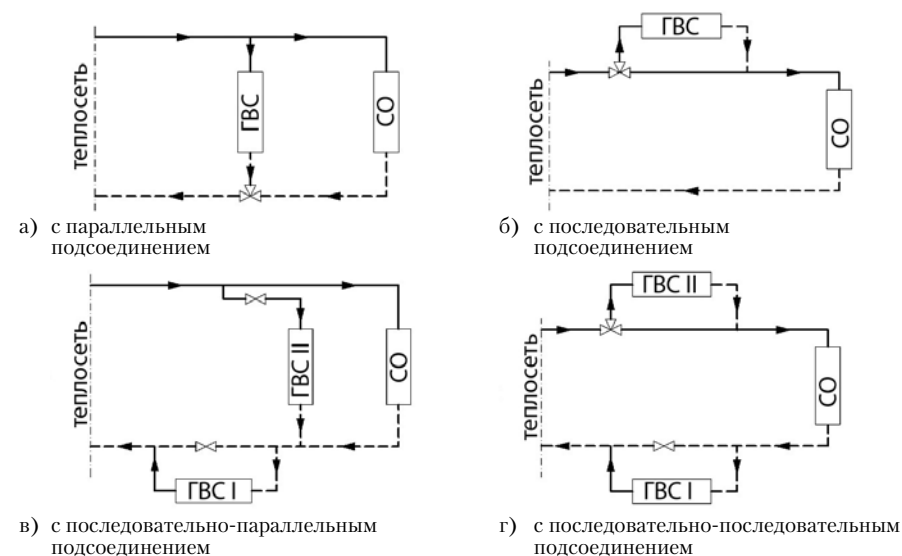 теплосеть
ГВС
СО
а) с параллельным
подсоединением
ГВС
теплосеть
СО
б) с последовательным
подсоединением
теплосеть
ГВС II
СО
ГВС I
в) с последовательно-параллельным
подсоединением
ГВС II
теплосеть
СО
ГВС I
г) с последовательно-последовательным
подсоединением